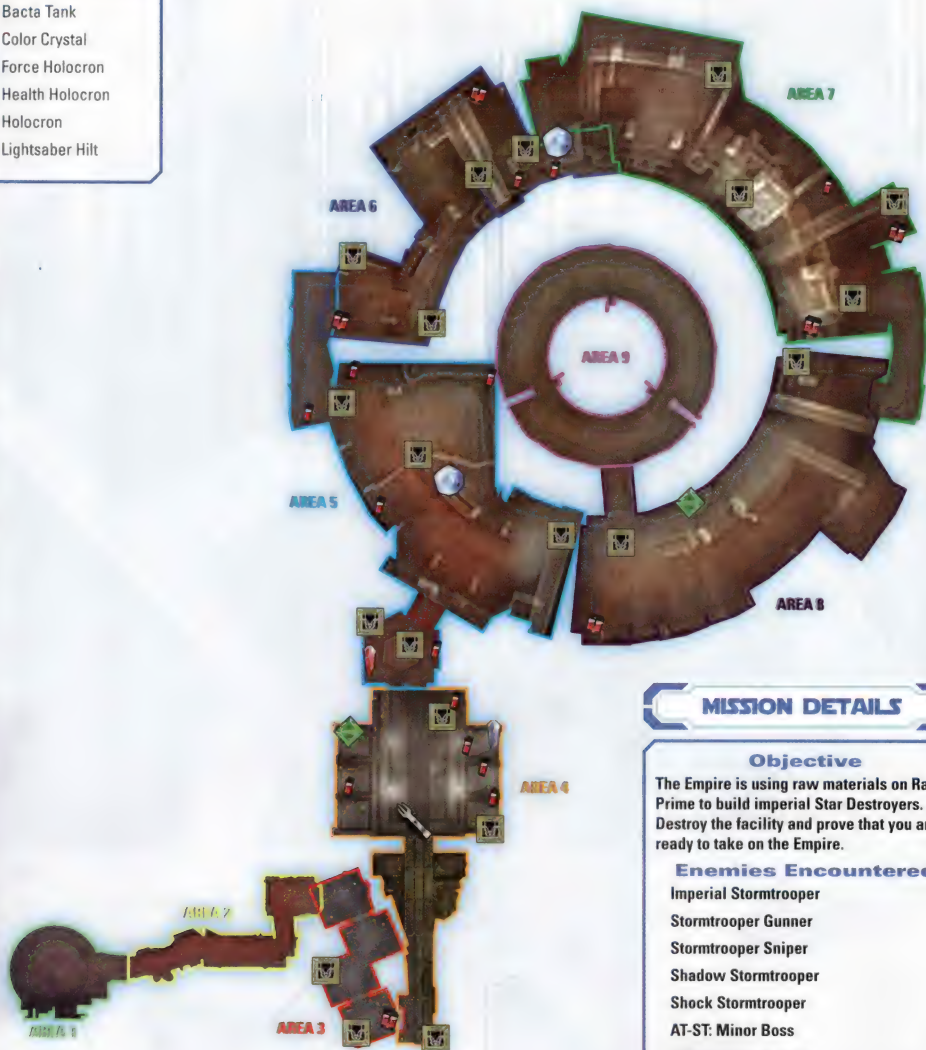 Bacta Tank
Color Crystal
Force Holocron
Health Holocron
Holocron
Lightsaber Hilt
AREA 7
AREA 6
AREA 9
AREA 5
AREA 8
AREA 4
AREA 2
AREA 3
AREA 1
MISSION DETAILS
Objective
The Empire is using raw materials on Ra
Prime to build imperial Star Destroyers.
Destroy the facility and prove that you ar
ready to take on the Empire.
Enemies Encountered
Imperial Stormtrooper
Stormtrooper Gunner
Stormtrooper Sniper
Shadow Stormtrooper
Shock Stormtrooper
AT-ST: Minor Boss